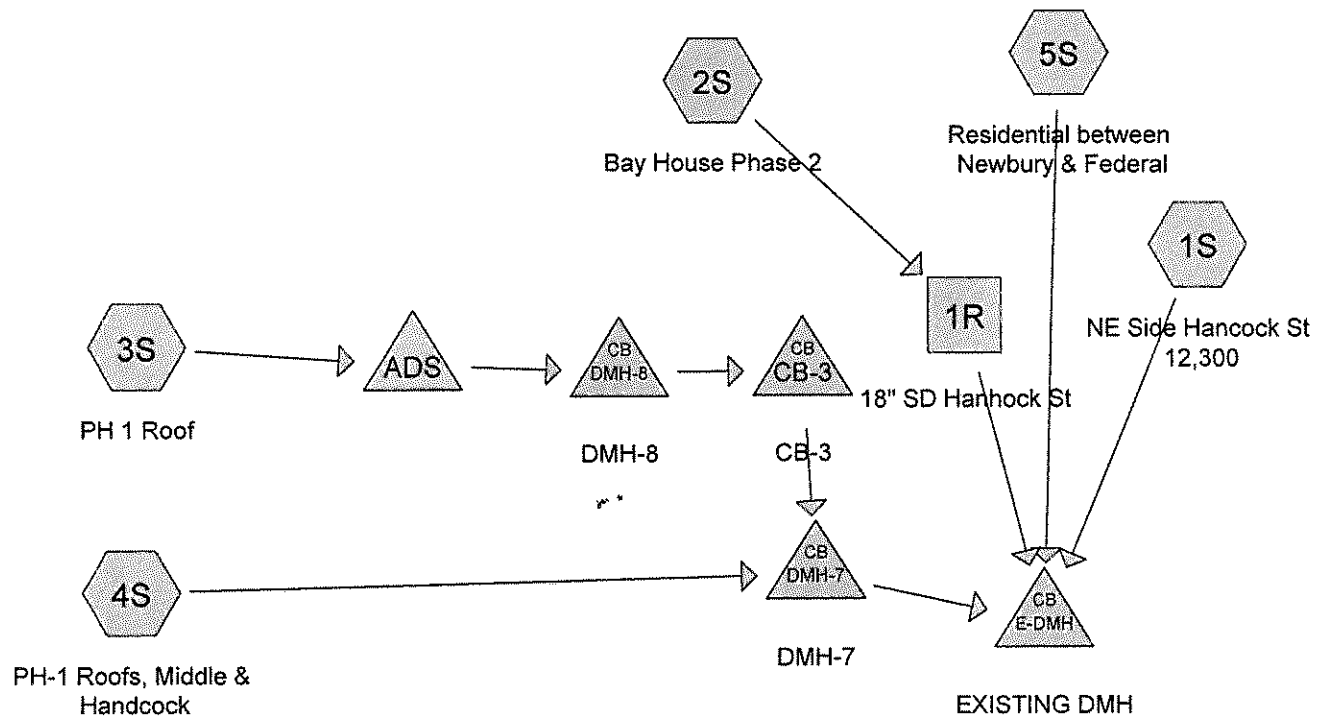 5S
2S
Residential between
Newbury & Federal
Bay House Phase 2
1S
1R
NE Side Hancock St
12,300
3S
ADS
CB
DMH-8
CB
CB-3
18" SD Hanhock St
PH 1 Roof
DMH-8
CB-3
4S
CB
DMH-7
CB
E-DMH
DMH-7
PH-1 Roofs, Middle &
Handcock
EXISTING DMH